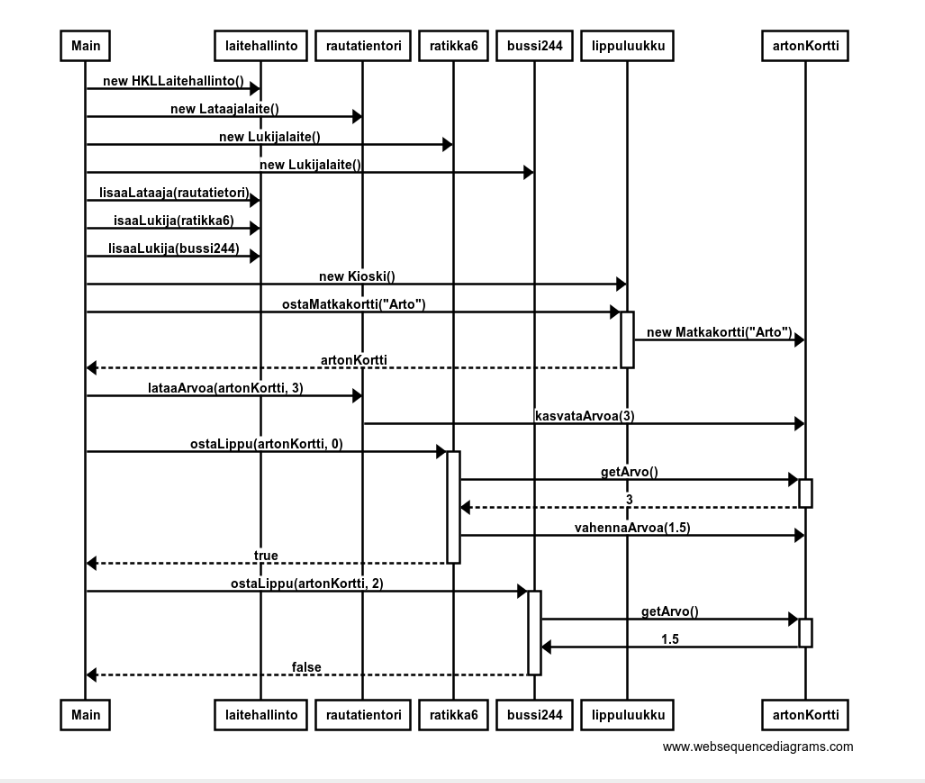 Main laitehallinto rautatientori ratikka6 bussi244 lippuluukku artonKortti
new HKLLaitehallinto()
new Lataajalaite()
new Lukijalaite()
new Lukijalaite()
lisaaLataaja(rautatietori)
isaaLukija(ratikka6)
lisaaLukija(bussi244)
new Kioski()
ostaMatkakortti("Arto")
new Matkakortti("Arto")
artonKortti
lataaArvoa(artonKortti, 3)
kasvataArvoa(3)
ostaLippu(artonKortti, 0)
getArvo()
3
vahennaArvoa(1.5)
true
ostaLippu(artonKortti, 2)
getArvo()
1.5
false
Main laitehallinto rautatientori ratikka6 bussi244 lippuluukku artonKortti
www.websequencediagrams.com